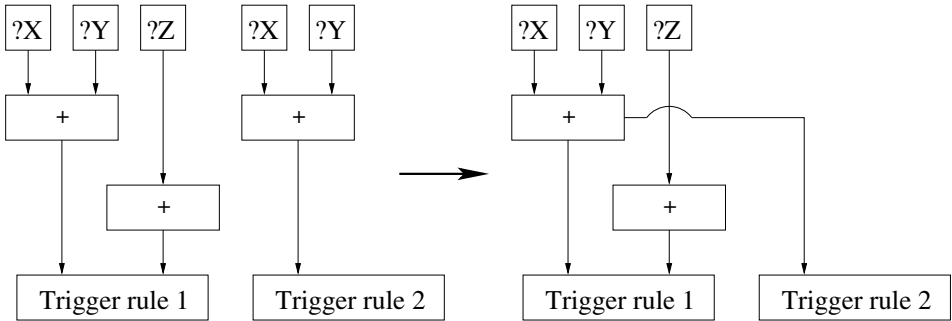 ?X ?Y ?Z ?X ?Y ?X ?Y ?Z
+ + +
+ +
Trigger rule 1 Trigger rule 2 Trigger rule 1 Trigger rule 2